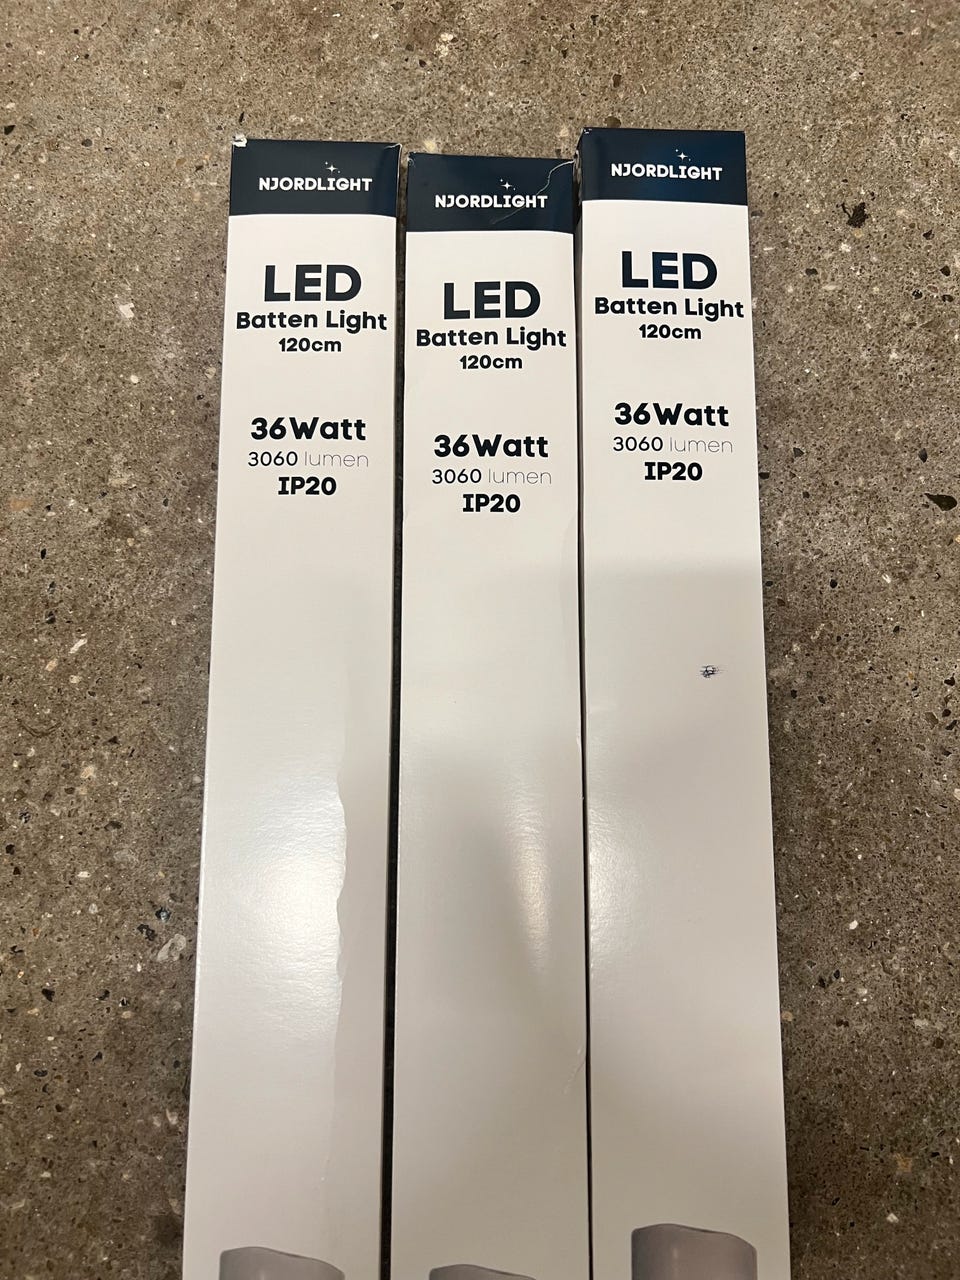 NJORDLIGHT
LED
Batten Light
120cm
36Watt
3060 lumen
IP20
NJORDLIGHT
LED
Batten Light
120cm
36Watt
3060 lumen
IP20
NJORDLIGHT
LED
Batten Light
120cm
36Watt
3060 lumen
IP20